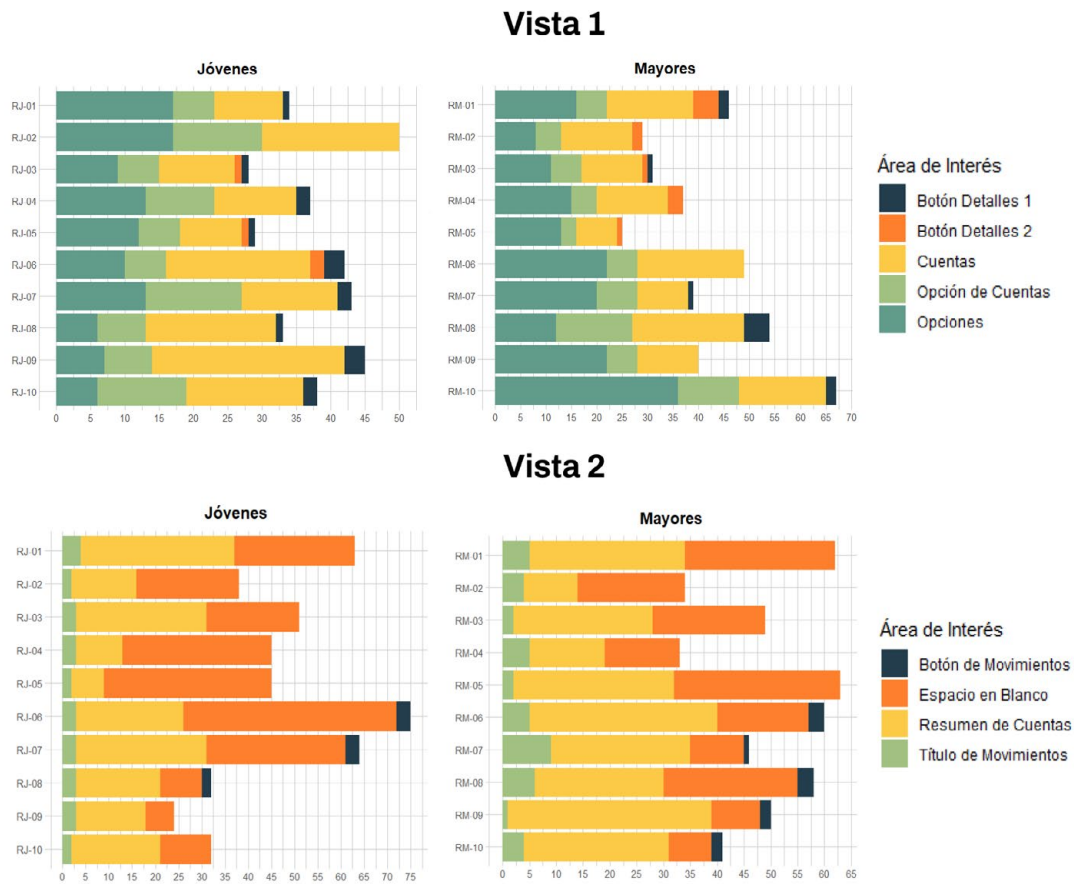 Vista 1
Jóvenes
RJ-01
RJ-02
RJ-03
RJ-04
RJ-05
RJ-06
RJ-07
RJ-08
RJ-09
RJ-10
0 5 10 15 20 25 30 35 40 45 50
Mayores
RM-01
RM-02
RM-03
RM-04
RM-05
RM-06
RM-07
RM-08
RM-09
RM-10
0 5 10 15 20 25 30 35 40 45 50 55 60 65 70
Área de Interés
Botón Detalles 1
Botón Detalles 2
Cuentas
Opción de Cuentas
Opciones
Vista 2
Jóvenes
RJ-01
RJ-02
RJ-03
RJ-04
RJ-05
RJ-06
RJ-07
RJ-08
RJ-09
RJ-10
0 5 10 15 20 25 30 35 40 45 50 55 60 65 70 75
Mayores
RM-01
RM-02
RM-03
RM-04
RM-05
RM-06
RM-07
RM-08
RM-09
RM-10
0 5 10 15 20 25 30 35 40 45 50 55 60 65
Área de Interés
Botón de Movimientos
Espacio en Blanco
Resumen de Cuentas
Título de Movimientos